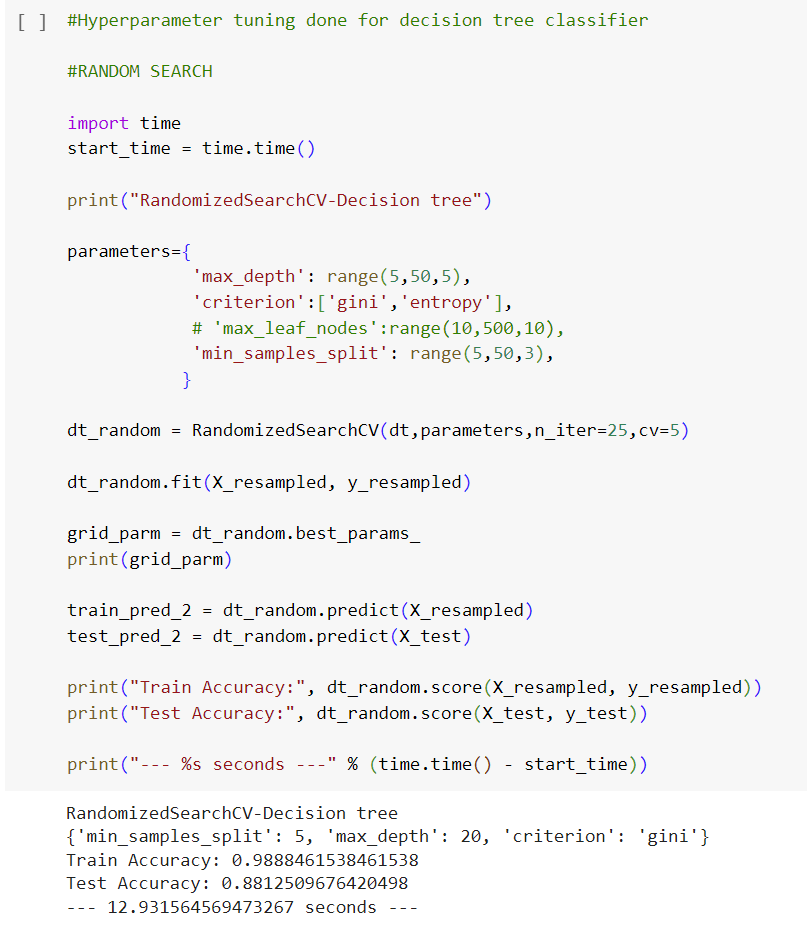 [ ] #Hyperparameter tuning done for decision tree classifier
#RANDOM SEARCH
import time
start_time = time.time()
print("RandomizedSearchCV-Decision tree")
parameters={
'max_depth': range(5,50,5),
'criterion':['gini','entropy'],
# 'max_leaf_nodes':range(10,500,10),
'min_samples_split': range(5,50,3),
}
dt_random = RandomizedSearchCV(dt,parameters,n_iter=25,cv=5)
dt_random.fit(X_resampled, y_resampled)
grid_parm = dt_random.best_params_
print(grid_parm)
train_pred_2 = dt_random.predict(X_resampled)
test_pred_2 = dt_random.predict(X_test)
print("Train Accuracy:", dt_random.score(X_resampled, y_resampled))
print("Test Accuracy:", dt_random.score(X_test, y_test))
print("--- %s seconds ---" % (time.time() - start_time))
RandomizedSearchCV-Decision tree
{'min_samples_split': 5, 'max_depth': 20, 'criterion': 'gini'}
Train Accuracy: 0.9888461538461538
Test Accuracy: 0.8812509676420498
--- 12.931564569473267 seconds ---